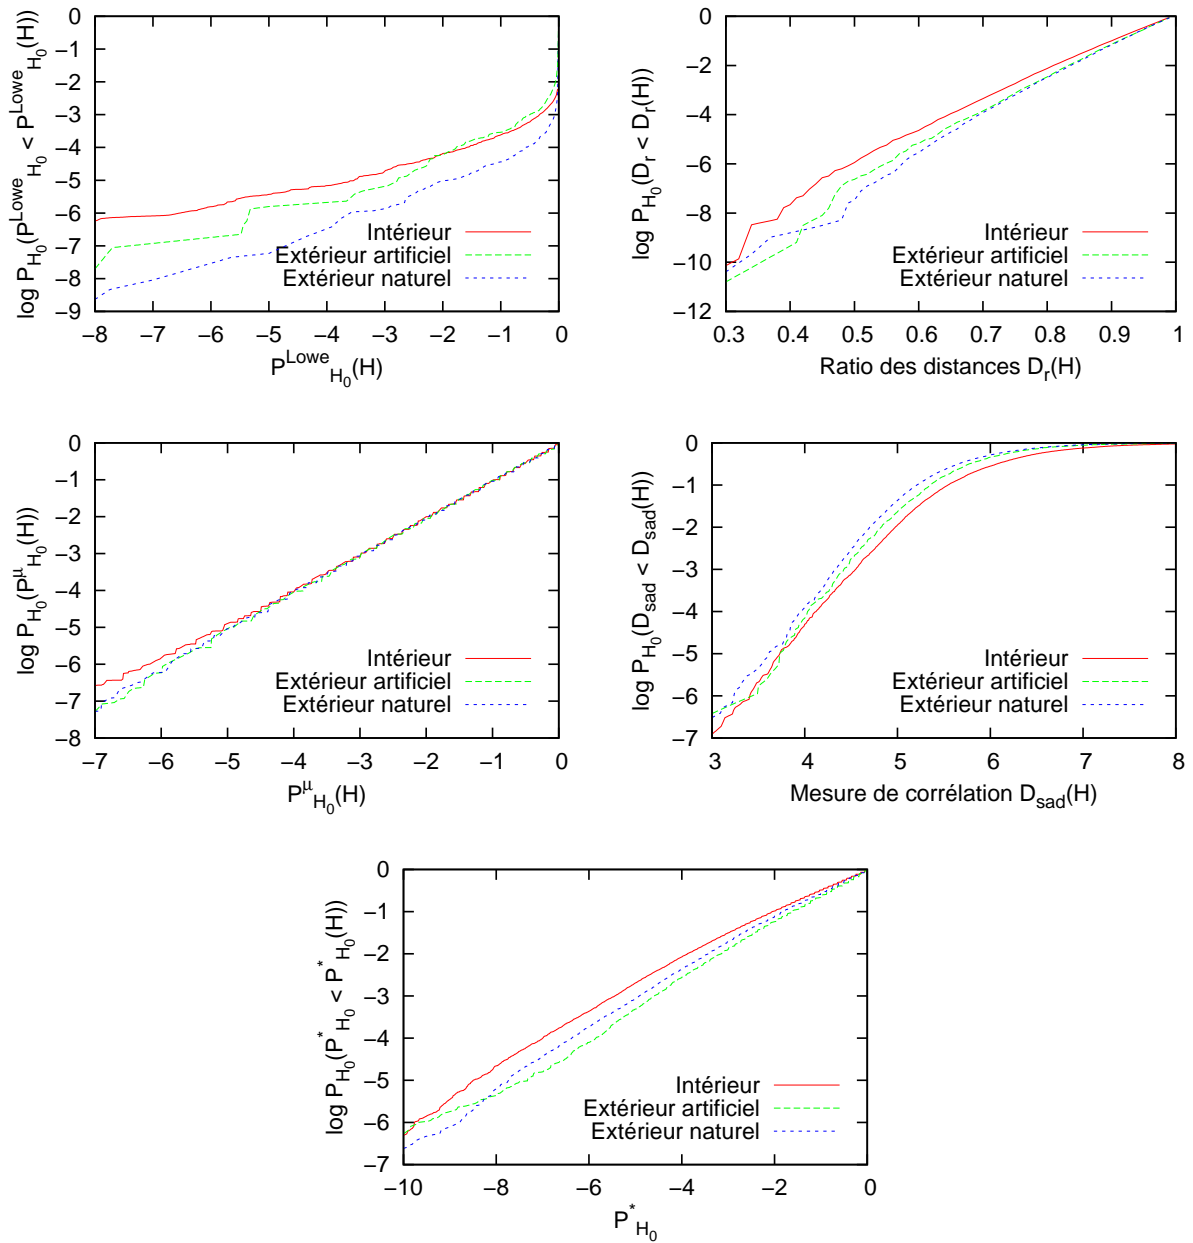 log P_H0(P^Lowe_H0 < P^Lowe_H0(H))
0
−1
−2
−3
−4
−5
−6
−7
−8
−9
Intérieur
Extérieur artificiel
Extérieur naturel
−8 −7 −6 −5 −4 −3 −2 −1 0
P^Lowe_H0(H)
log P_H0(D_r < D_r(H))
0
−2
−4
−6
−8
−10
−12
Intérieur
Extérieur artificiel
Extérieur naturel
0.3 0.4 0.5 0.6 0.7 0.8 0.9 1
Ratio des distances D_r(H)
log P_H0(P^μ_H0(H))
0
−1
−2
−3
−4
−5
−6
−7
−8
Intérieur
Extérieur artificiel
Extérieur naturel
−7 −6 −5 −4 −3 −2 −1 0
P^μ_H0(H)
log P_H0(D_sad < D_sad(H))
0
−1
−2
−3
−4
−5
−6
−7
Intérieur
Extérieur artificiel
Extérieur naturel
3 4 5 6 7 8
Mesure de corrélation D_sad(H)
log P_H0(P^*_H0 < P^*_H0(H))
0
−1
−2
−3
−4
−5
−6
−7
Intérieur
Extérieur artificiel
Extérieur naturel
−10 −8 −6 −4 −2 0
P^*_H0